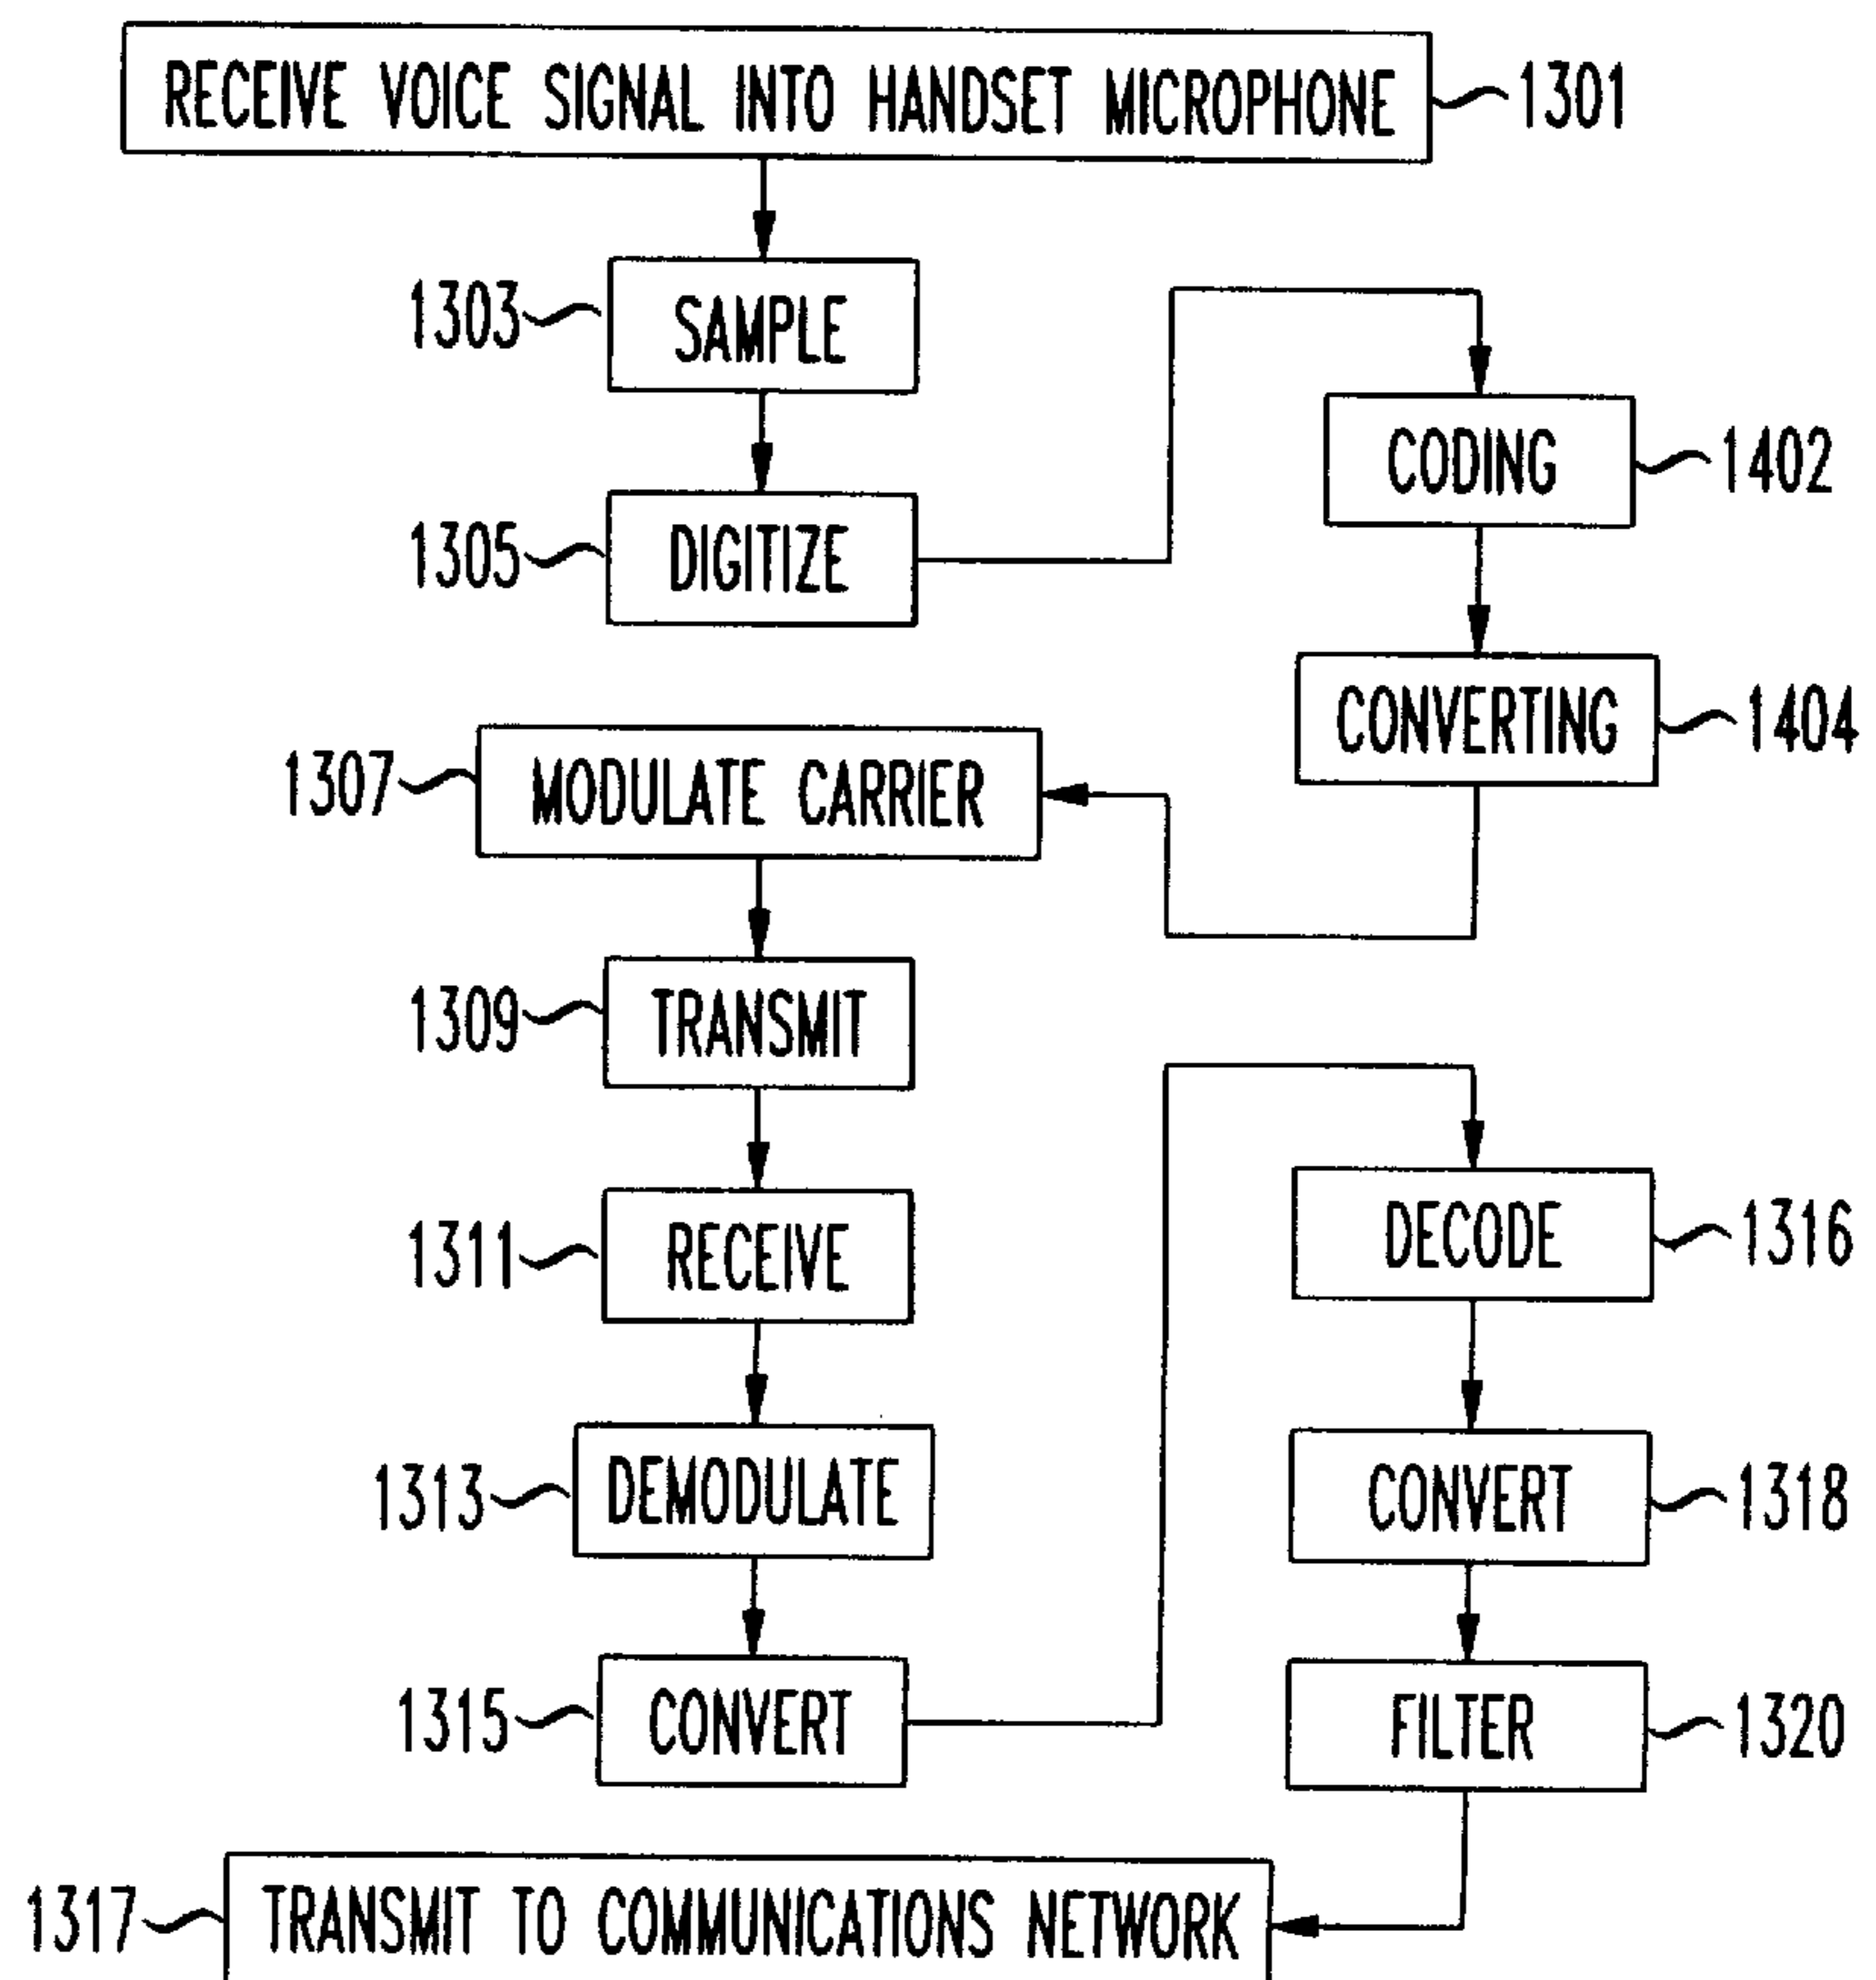 RECEIVE VOICE SIGNAL INTO HANDSET MICROPHONE
1301
1303
SAMPLE
1305
DIGITIZE
CODING
1402
CONVERTING
1404
1307
MODULATE CARRIER
1309
TRANSMIT
1311
RECEIVE
1313
DEMODULATE
1315
CONVERT
DECODE
1316
CONVERT
1318
FILTER
1320
1317
TRANSMIT TO COMMUNICATIONS NETWORK